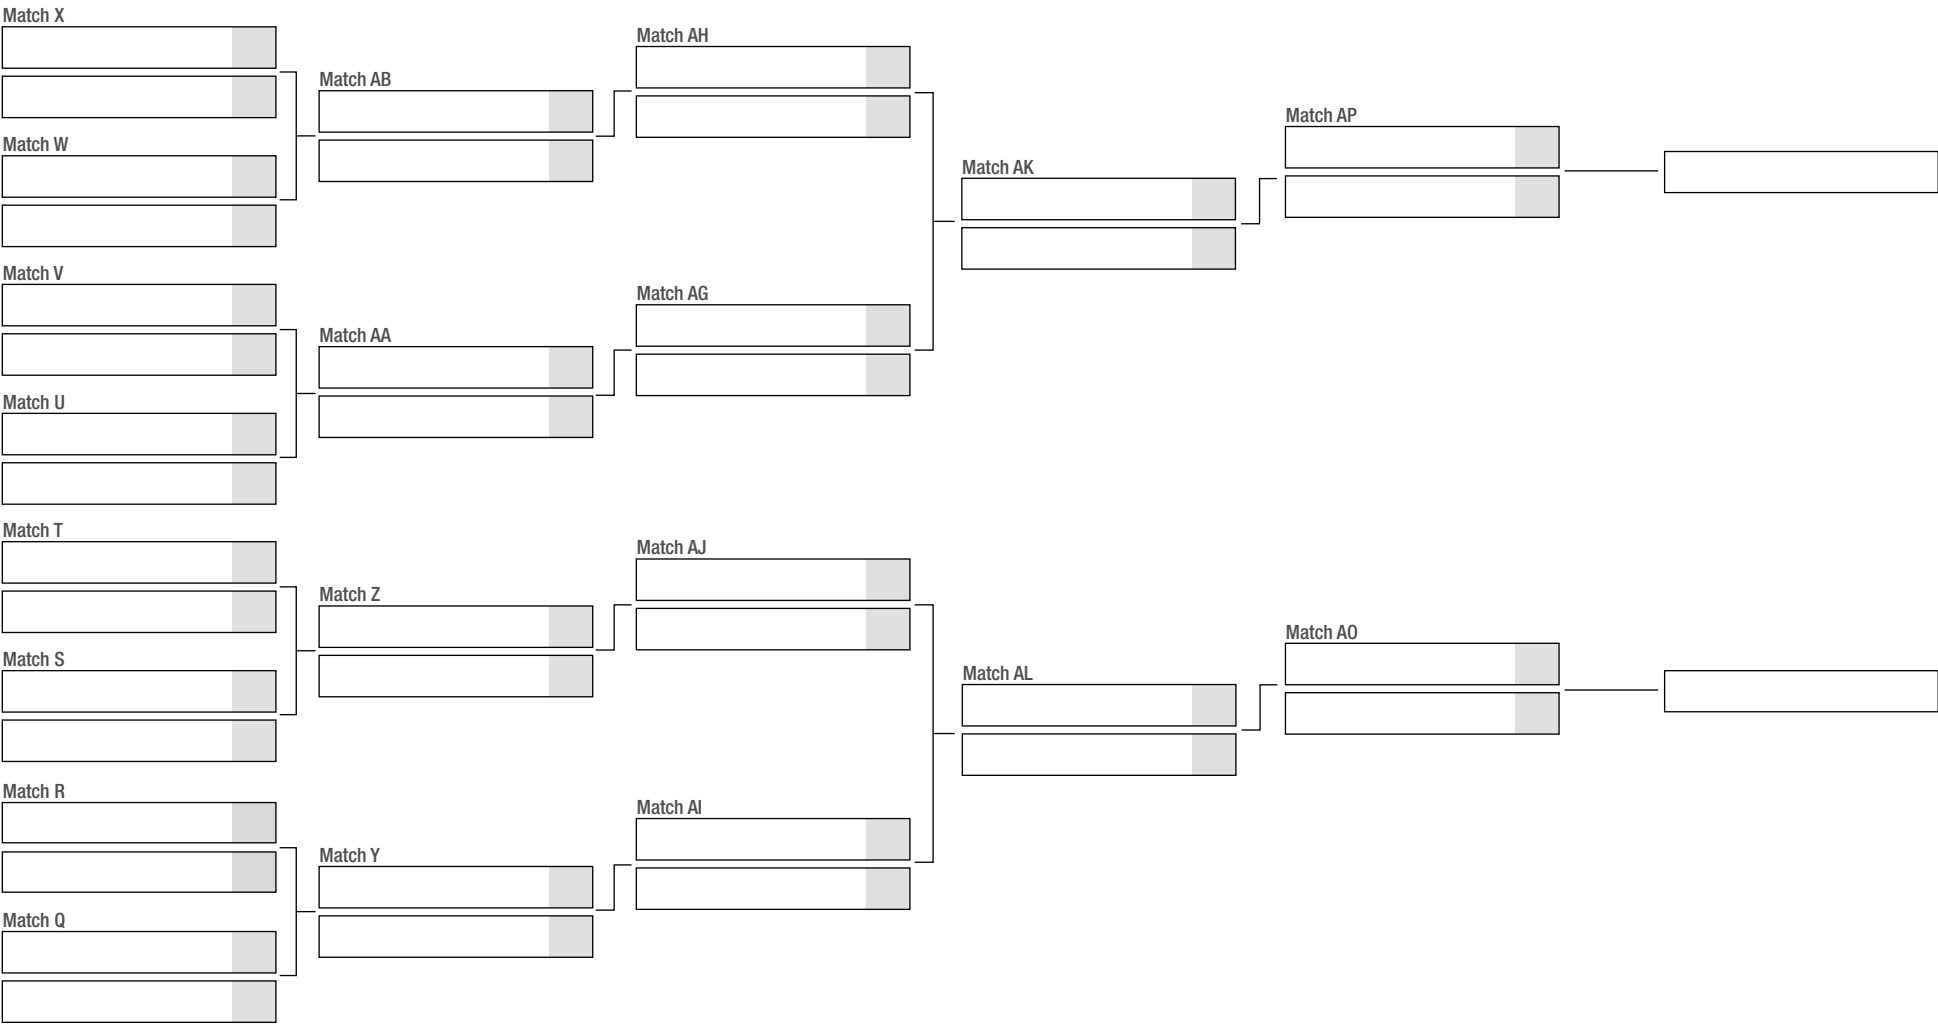 Match X
Match AH
Match AB
Match AP
Match W
Match AK
Match V
Match AG
Match AA
Match U
Match T
Match AJ
Match Z
Match AO
Match S
Match AL
Match R
Match AI
Match Y
Match Q